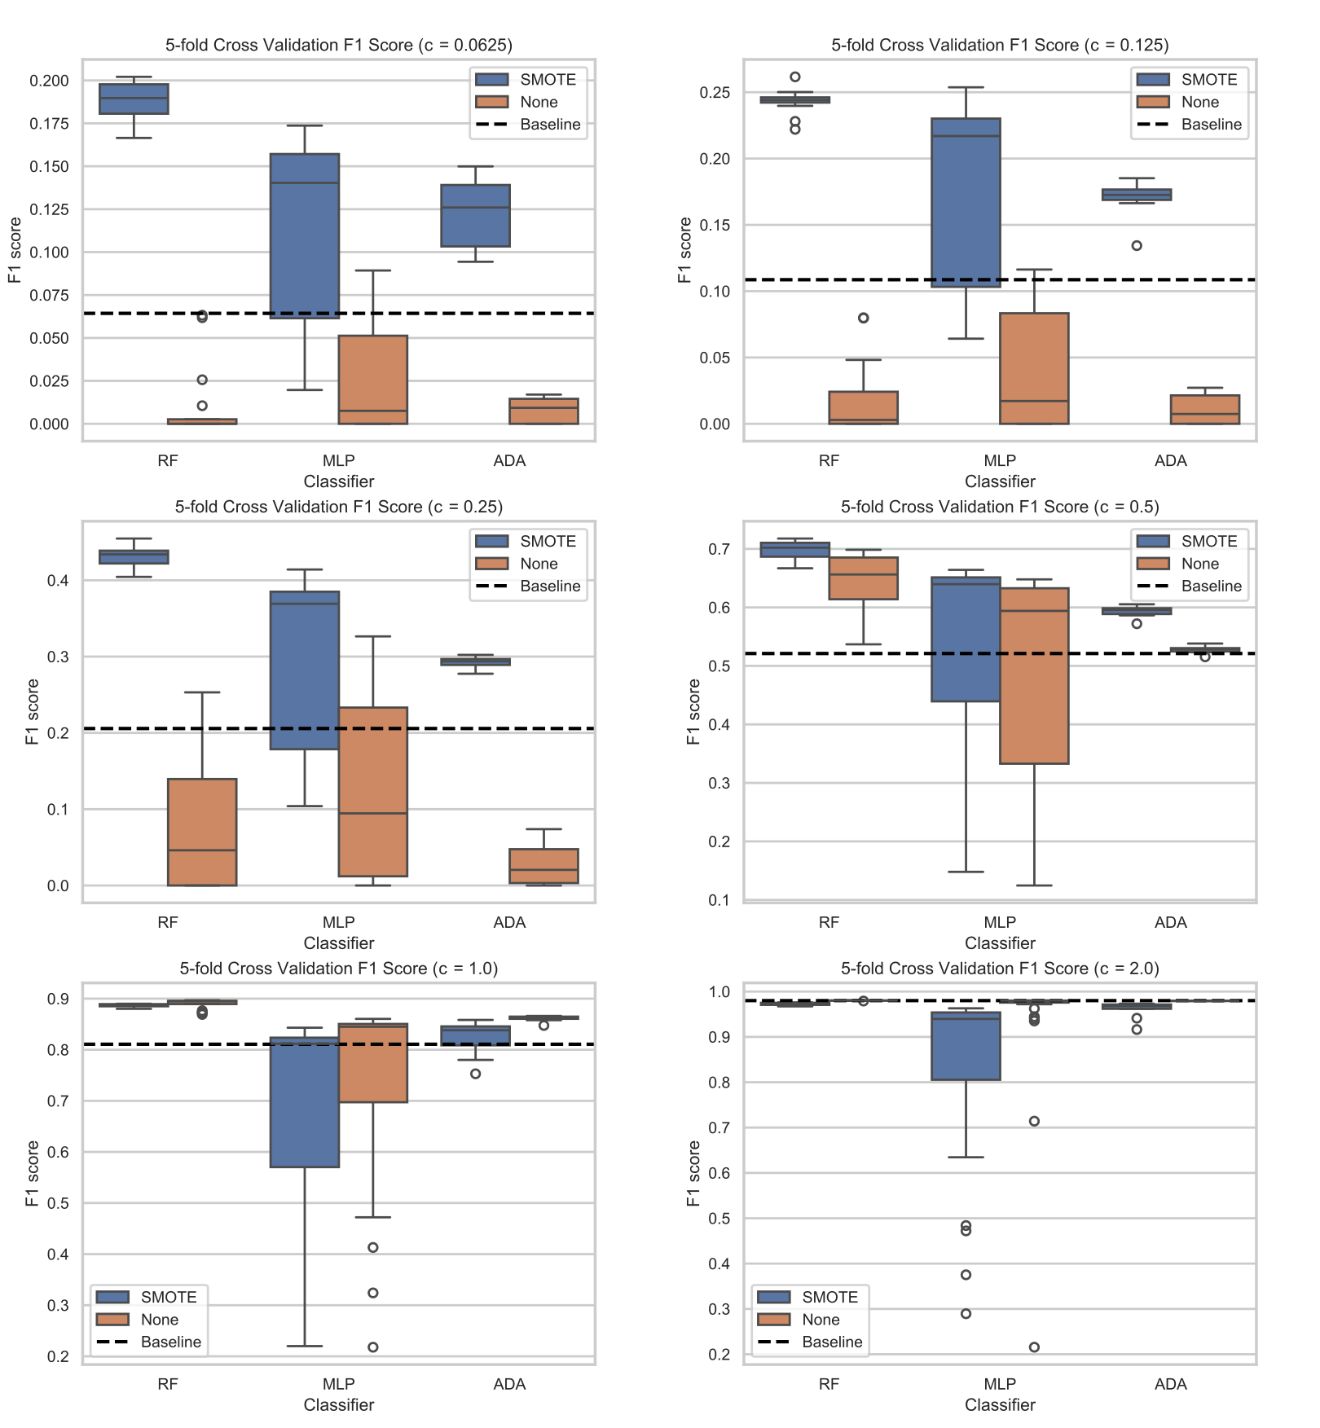 5-fold Cross Validation F1 Score (c = 0.0625)
F1 score
0.200
0.175
0.150
0.125
0.100
0.075
0.050
0.025
0.000
SMOTE
None
Baseline
RF MLP ADA
Classifier
5-fold Cross Validation F1 Score (c = 0.125)
F1 score
0.25
0.20
0.15
0.10
0.05
0.00
SMOTE
None
Baseline
RF MLP ADA
Classifier
5-fold Cross Validation F1 Score (c = 0.25)
F1 score
0.4
0.3
0.2
0.1
0.0
SMOTE
None
Baseline
RF MLP ADA
Classifier
5-fold Cross Validation F1 Score (c = 0.5)
F1 score
0.7
0.6
0.5
0.4
0.3
0.2
0.1
SMOTE
None
Baseline
RF MLP ADA
Classifier
5-fold Cross Validation F1 Score (c = 1.0)
F1 score
0.9
0.8
0.7
0.6
0.5
0.4
0.3
0.2
SMOTE
None
Baseline
RF MLP ADA
Classifier
5-fold Cross Validation F1 Score (c = 2.0)
F1 score
1.0
0.9
0.8
0.7
0.6
0.5
0.4
0.3
0.2
SMOTE
None
Baseline
RF MLP ADA
Classifier